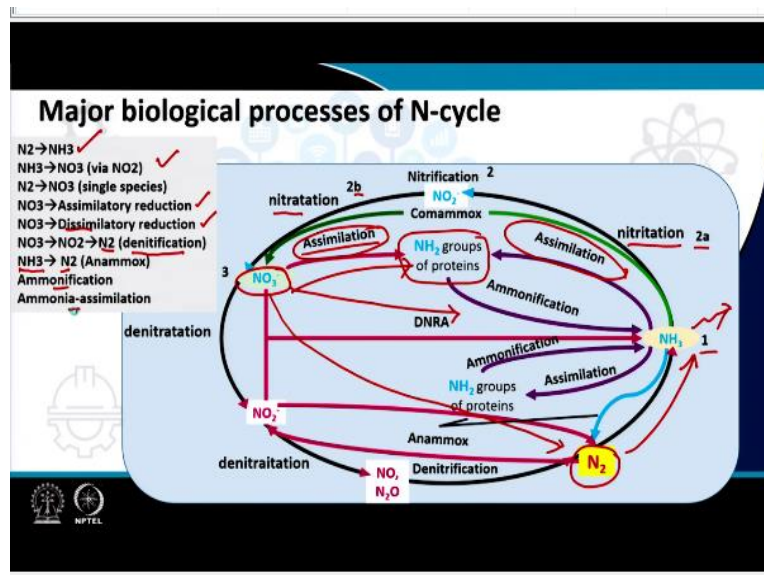 Major biological processes of N-cycle
N2→NH3
NH3→NO3 (via NO2)
N2→NO3 (single species)
NO3→Assimilatory reduction
NO3→Dissimilatory reduction
NO3→NO2→N2 (denitification)
NH3→ N2 (Anammox)
Ammonification
Ammonia-assimilation
Nitrification 2
NO₂⁻
2b
nitratation
Comammox
nitritation 2a
Assimilation
NH₂ groups
of proteins
Assimilation
3
NO₃⁻
Ammonification
DNRA
denitratation
NH₃ 1
Ammonification
NH₂ groups
of proteins
Assimilation
NO₂⁻
Anammox
denitraitation
Denitrification
NO,
N₂O
N₂
NPTEL